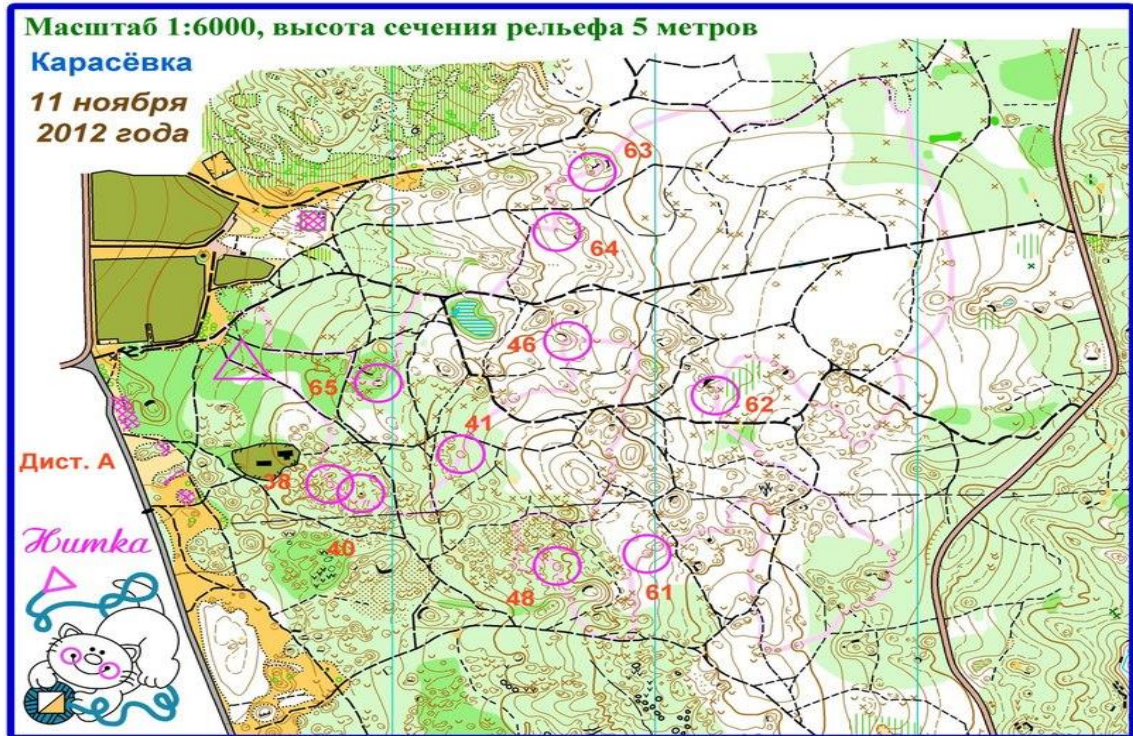 Масштаб 1:6000, высота сечения рельефа 5 метров
Карасёвка
11 ноября
2012 года
63
64
46
65
62
41
Дист. А
38
40
48
61
Нитка